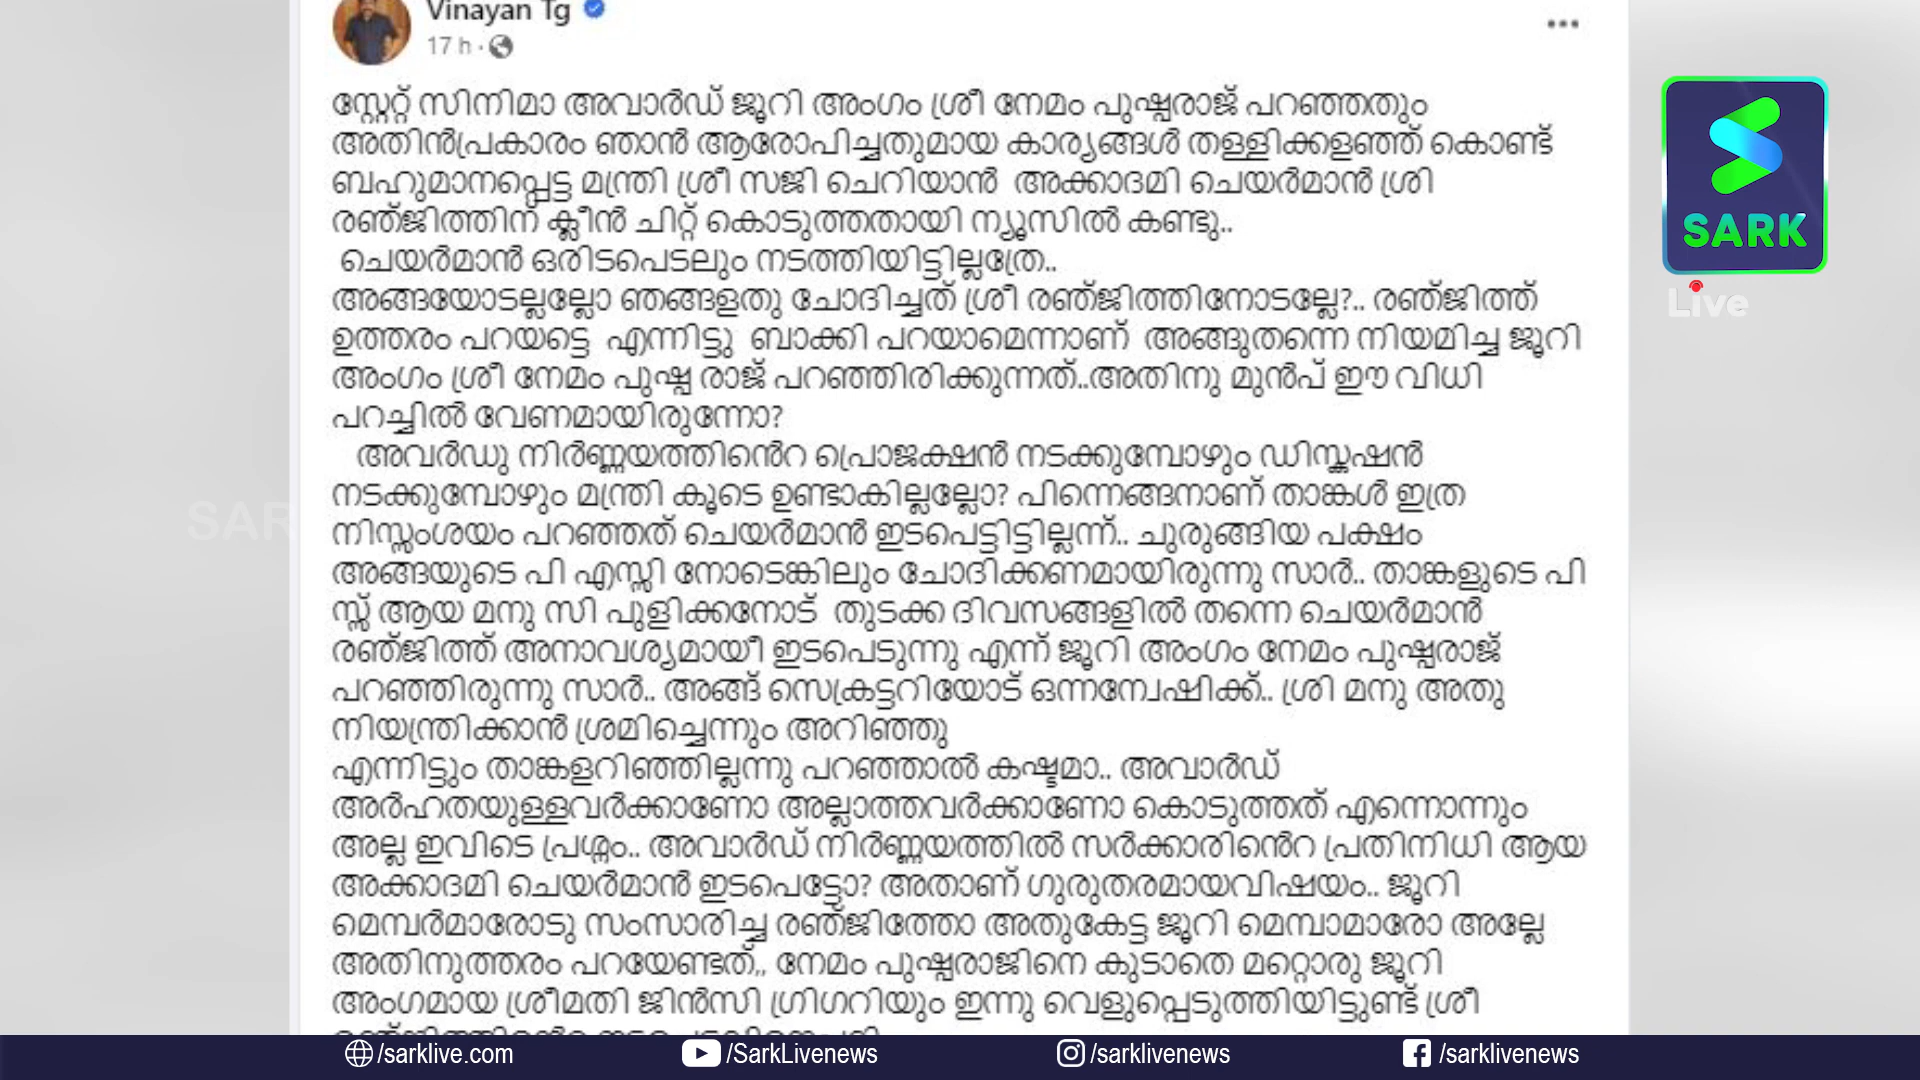 Vinayan Tg
17 h ·
സ്റ്റേറ്റ് സിനിമാ അവാർഡ് ജൂറി അംഗം ശ്രീ നേമം പുഷ്പരാജ് പറഞ്ഞതും
അതിൻപ്രകാരം ഞാൻ ആരോപിച്ചതുമായ കാര്യങ്ങൾ തള്ളിക്കളഞ്ഞ് കൊണ്ട്
ബഹുമാനപ്പെട്ട മന്ത്രി ശ്രീ സജി ചെറിയാൻ അക്കാദമി ചെയർമാൻ ശ്രി
രഞ്ജിത്തിന് ക്ലീൻ ചിറ്റ് കൊടുത്തതായി ന്യൂസിൽ കണ്ടു..
ചെയർമാൻ ഒരിടപെടലും നടത്തിയിട്ടില്ലത്രേ..
അങ്ങയോടല്ലല്ലോ ഞങ്ങളതു ചോദിച്ചത് ശ്രീ രഞ്ജിത്തിനോടല്ലേ?.. രഞ്ജിത്ത്
ഉത്തരം പറയട്ടെ എന്നിട്ടു ബാക്കി പറയാമെന്നാണ് അങ്ങുതന്നെ നിയമിച്ച ജൂറി
അംഗം ശ്രീ നേമം പുഷ്പ രാജ് പറഞ്ഞിരിക്കുന്നത്..അതിനു മുൻപ് ഈ വിധി
പറച്ചിൽ വേണമായിരുന്നോ?
അവർഡു നിർണ്ണയത്തിൻെറ പ്രൊജക്ഷൻ നടക്കുമ്പോഴും ഡിസ്കഷൻ
നടക്കുമ്പോഴും മന്ത്രി കൂടെ ഉണ്ടാകില്ലല്ലോ? പിന്നെങ്ങനാണ് താങ്കൾ ഇത്ര
നിസ്സംശയം പറഞ്ഞത് ചെയർമാൻ ഇടപെട്ടിട്ടില്ലന്ന്.. ചുരുങ്ങിയ പക്ഷം
അങ്ങയുടെ പി എസ്സി നോടെങ്കിലും ചോദിക്കണമായിരുന്നു സാർ.. താങ്കളുടെ പി
സ്സ് ആയ മനു സി പുളിക്കനോട് തുടക്ക ദിവസങ്ങളിൽ തന്നെ ചെയർമാൻ
രഞ്ജിത്ത് അനാവശ്യമായീ ഇടപെടുന്നു എന്ന് ജൂറി അംഗം നേമം പുഷ്പരാജ്
പറഞ്ഞിരുന്നു സാർ.. അങ്ങ് സെക്രട്ടറിയോട് ഒന്നന്വേഷിക്ക്.. ശ്രി മനു അതു
നിയന്ത്രിക്കാൻ ശ്രമിച്ചെന്നും അറിഞ്ഞു
എന്നിട്ടും താങ്കളറിഞ്ഞില്ലന്നു പറഞ്ഞാൽ കഷ്ടമാ.. അവാർഡ്
അർഹതയുള്ളവർക്കാണോ അല്ലാത്തവർക്കാണോ കൊടുത്തത് എന്നൊന്നും
അല്ല ഇവിടെ പ്രശ്നം.. അവാർഡ് നിർണ്ണയത്തിൽ സർക്കാരിൻെറ പ്രതിനിധി ആയ
അക്കാദമി ചെയർമാൻ ഇടപെട്ടോ? അതാണ് ഗുരുതരമായവിഷയം.. ജൂറി
മെമ്പർമാരോടു സംസാരിച്ച രഞ്ജിത്തോ അതുകേട്ട ജൂറി മെമ്പാമാരോ അല്ലേ
അതിനുത്തരം പറയേണ്ടത്,, നേമം പുഷ്പരാജിനെ കുടാതെ മറ്റൊരു ജൂറി
അംഗമായ ശ്രീമതി ജിൻസി ഗ്രിഗറിയും ഇന്നു വെളുപ്പെടുത്തിയിട്ടുണ്ട് ശ്രീ
SARK
Live
SAR
/sarklive.com
/SarkLivenews
/sarklivenews
/sarklivenews